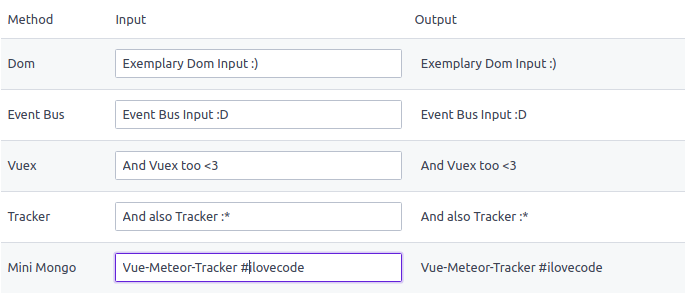 Method Input Output
Dom Exemplary Dom Input :) Exemplary Dom Input :)
Event Bus Event Bus Input :D Event Bus Input :D
Vuex And Vuex too <3 And Vuex too <3
Tracker And also Tracker :* And also Tracker :*
Mini Mongo Vue-Meteor-Tracker #ilovecode Vue-Meteor-Tracker #ilovecode